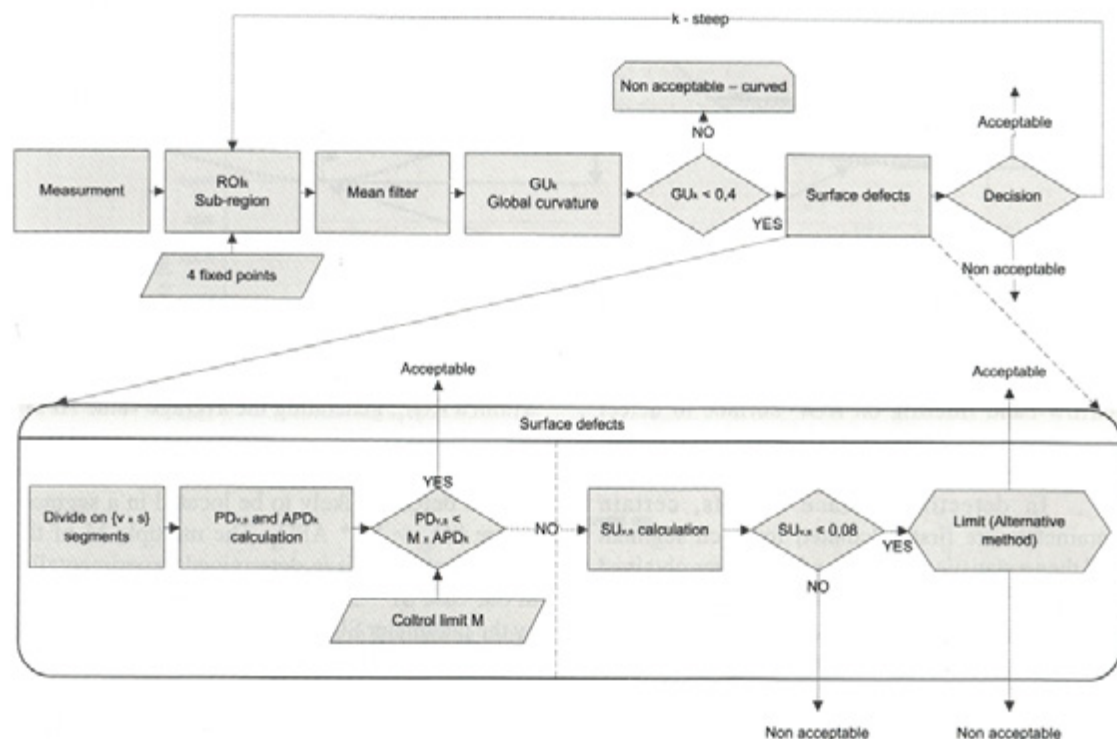 k - steep
Non acceptable – curved
NO
Acceptable
Measurment
ROIk
Sub-region
Mean filter
GUk
Global curvature
GUk < 0,4
YES
Surface defects
Decision
4 fixed points
Non acceptable
Acceptable
Acceptable
Surface defects
Divide on {v x s}
segments
PDv,s and APDk
calculation
YES
PDv,s <
M x APDk
NO
SUv,s calculation
SUv,s < 0,08
YES
Limit (Alternative
method)
NO
Coltrol limit M
Non acceptable
Non acceptable